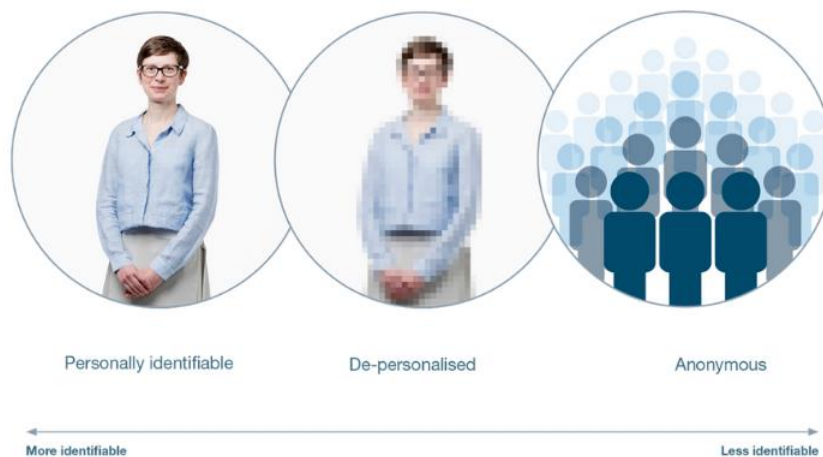 Personally identifiable
De-personalised
Anonymous
More identifiable
Less identifiable